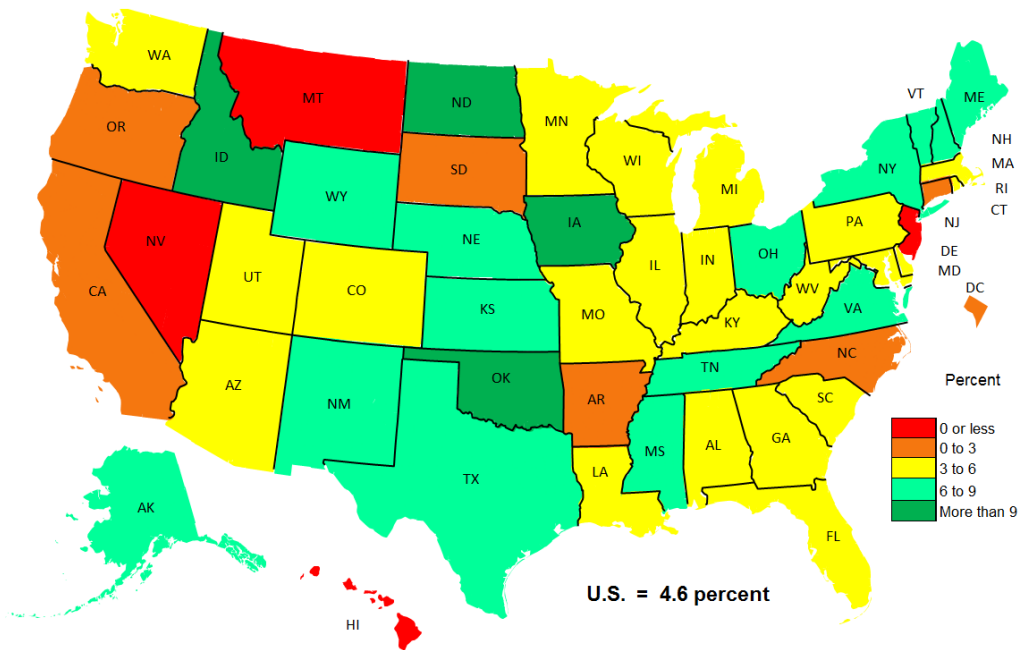 WA
MT
ND
MN
VT
ME
OR
ID
SD
WI
MI
NH
NY
MA
WY
RI
CT
IA
NE
PA
NJ
NV
OH
DE
UT
IL
IN
MD
CA
CO
WV
DC
KS
MO
KY
VA
TN
NC
AZ
OK
AR
SC
NM
MS
AL
GA
TX
LA
FL
AK
HI
Percent
0 or less
0 to 3
3 to 6
6 to 9
More than 9
U.S. = 4.6 percent